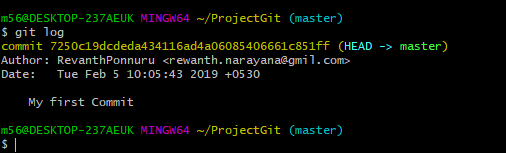 m56@DESKTOP-237AEUK MINGW64 ~/ProjectGit (master)
$ git log
commit 7250c19dcdeda434116ad4a06085406661c851ff (HEAD -> master)
Author: RevanthPonnuru <rewanth.narayana@gmil.com>
Date:   Tue Feb 5 10:05:43 2019 +0530
    My first Commit
m56@DESKTOP-237AEUK MINGW64 ~/ProjectGit (master)
$